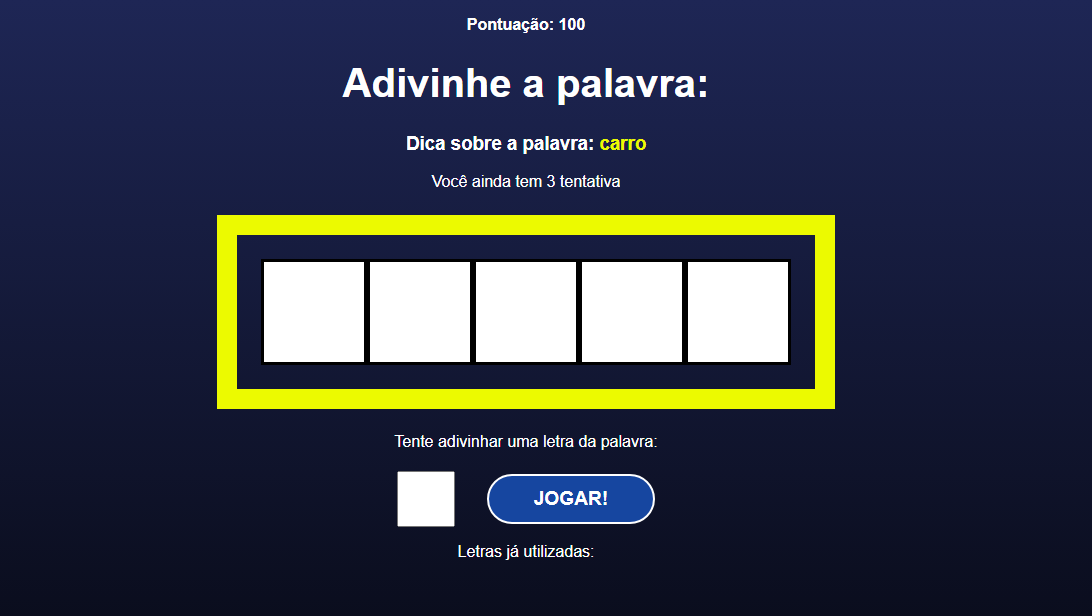 Pontuação: 100
Adivinhe a palavra:
Dica sobre a palavra: carro
Você ainda tem 3 tentativa
Tente adivinhar uma letra da palavra:
JOGAR!
Letras já utilizadas: